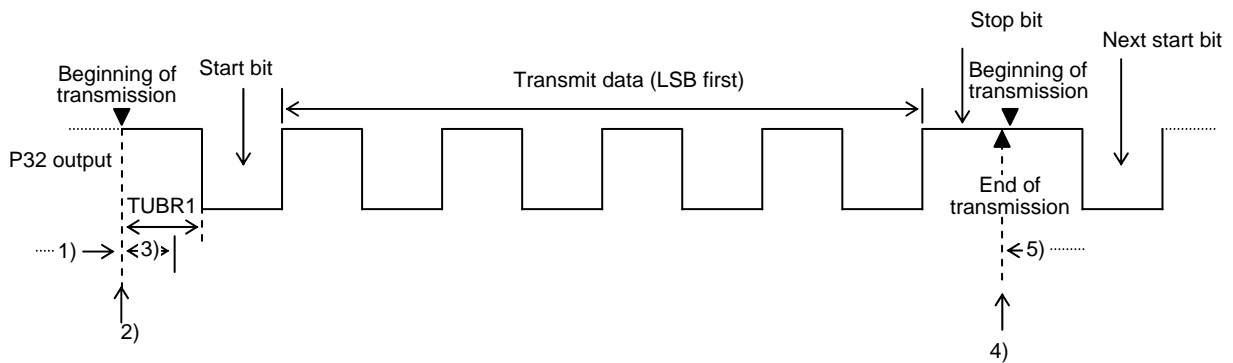 Stop bit
Next start bit
Beginning of
transmission
Start bit
Transmit data (LSB first)
Beginning of
transmission
P32 output
TUBR1
End of
transmission
1)
3)
5)
2)
4)